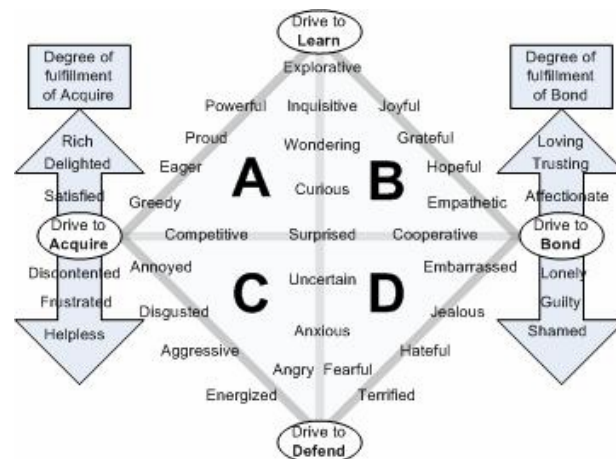 Drive to
Learn
Degree of
fulfillment
of Acquire
Degree of
fulfillment
of Bond
Explorative
Powerful Inquisitive Joyful
Rich Proud Wondering Grateful Loving
Delighted Eager A B Hopeful Trusting
Satisfied Greedy Curious Empathetic Affectionate
Drive to
Acquire
Competitive Surprised Cooperative
Drive to
Bond
Discontented Annoyed Uncertain Embarrassed Lonely
Frustrated Disgusted C D Jealous Guilty
Helpless Aggressive Anxious Hateful Shamed
Energized Angry Fearful Terrified
Drive to
Defend